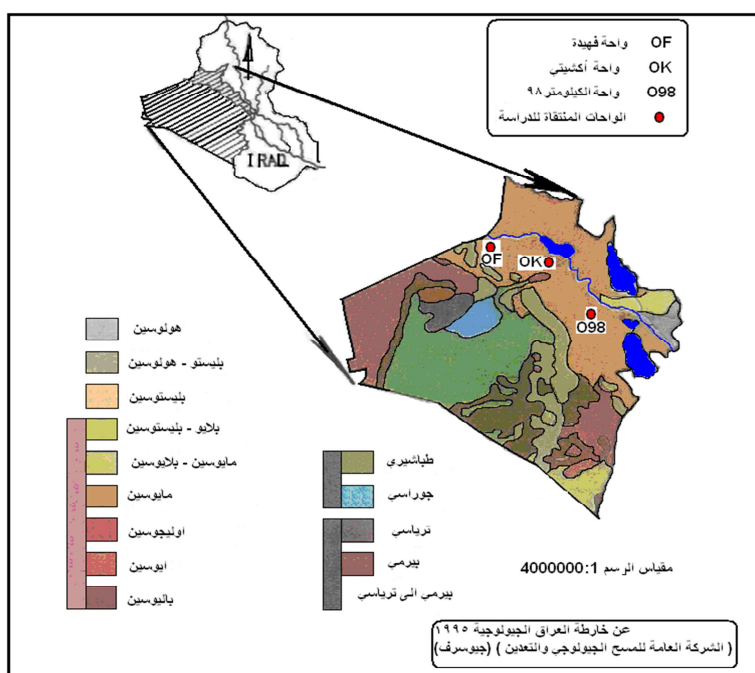 OF واحة فهيدة
OK واحة أكشيتي
O98 واحة الكيلومتر ٩٨
الواحات المنتقاة للدراسة
IRAQ
OF
OK
O98
هولوسين
بليستو - هولوسين
بليستوسين
بلايو - بليستوسين
مايوسين - بلايوسين
مايوسين
اوليجوسين
ايوسين
باليوسين
طباشيري
جوراسي
ترياسي
بيرمي
بيرمي الى ترياسي
مقياس الرسم 4000000:1
عن خارطة العراق الجيولوجية ١٩٩٥
( الشركة العامة للمسح الجيولوجي والتعدين ) (جيوسرف)